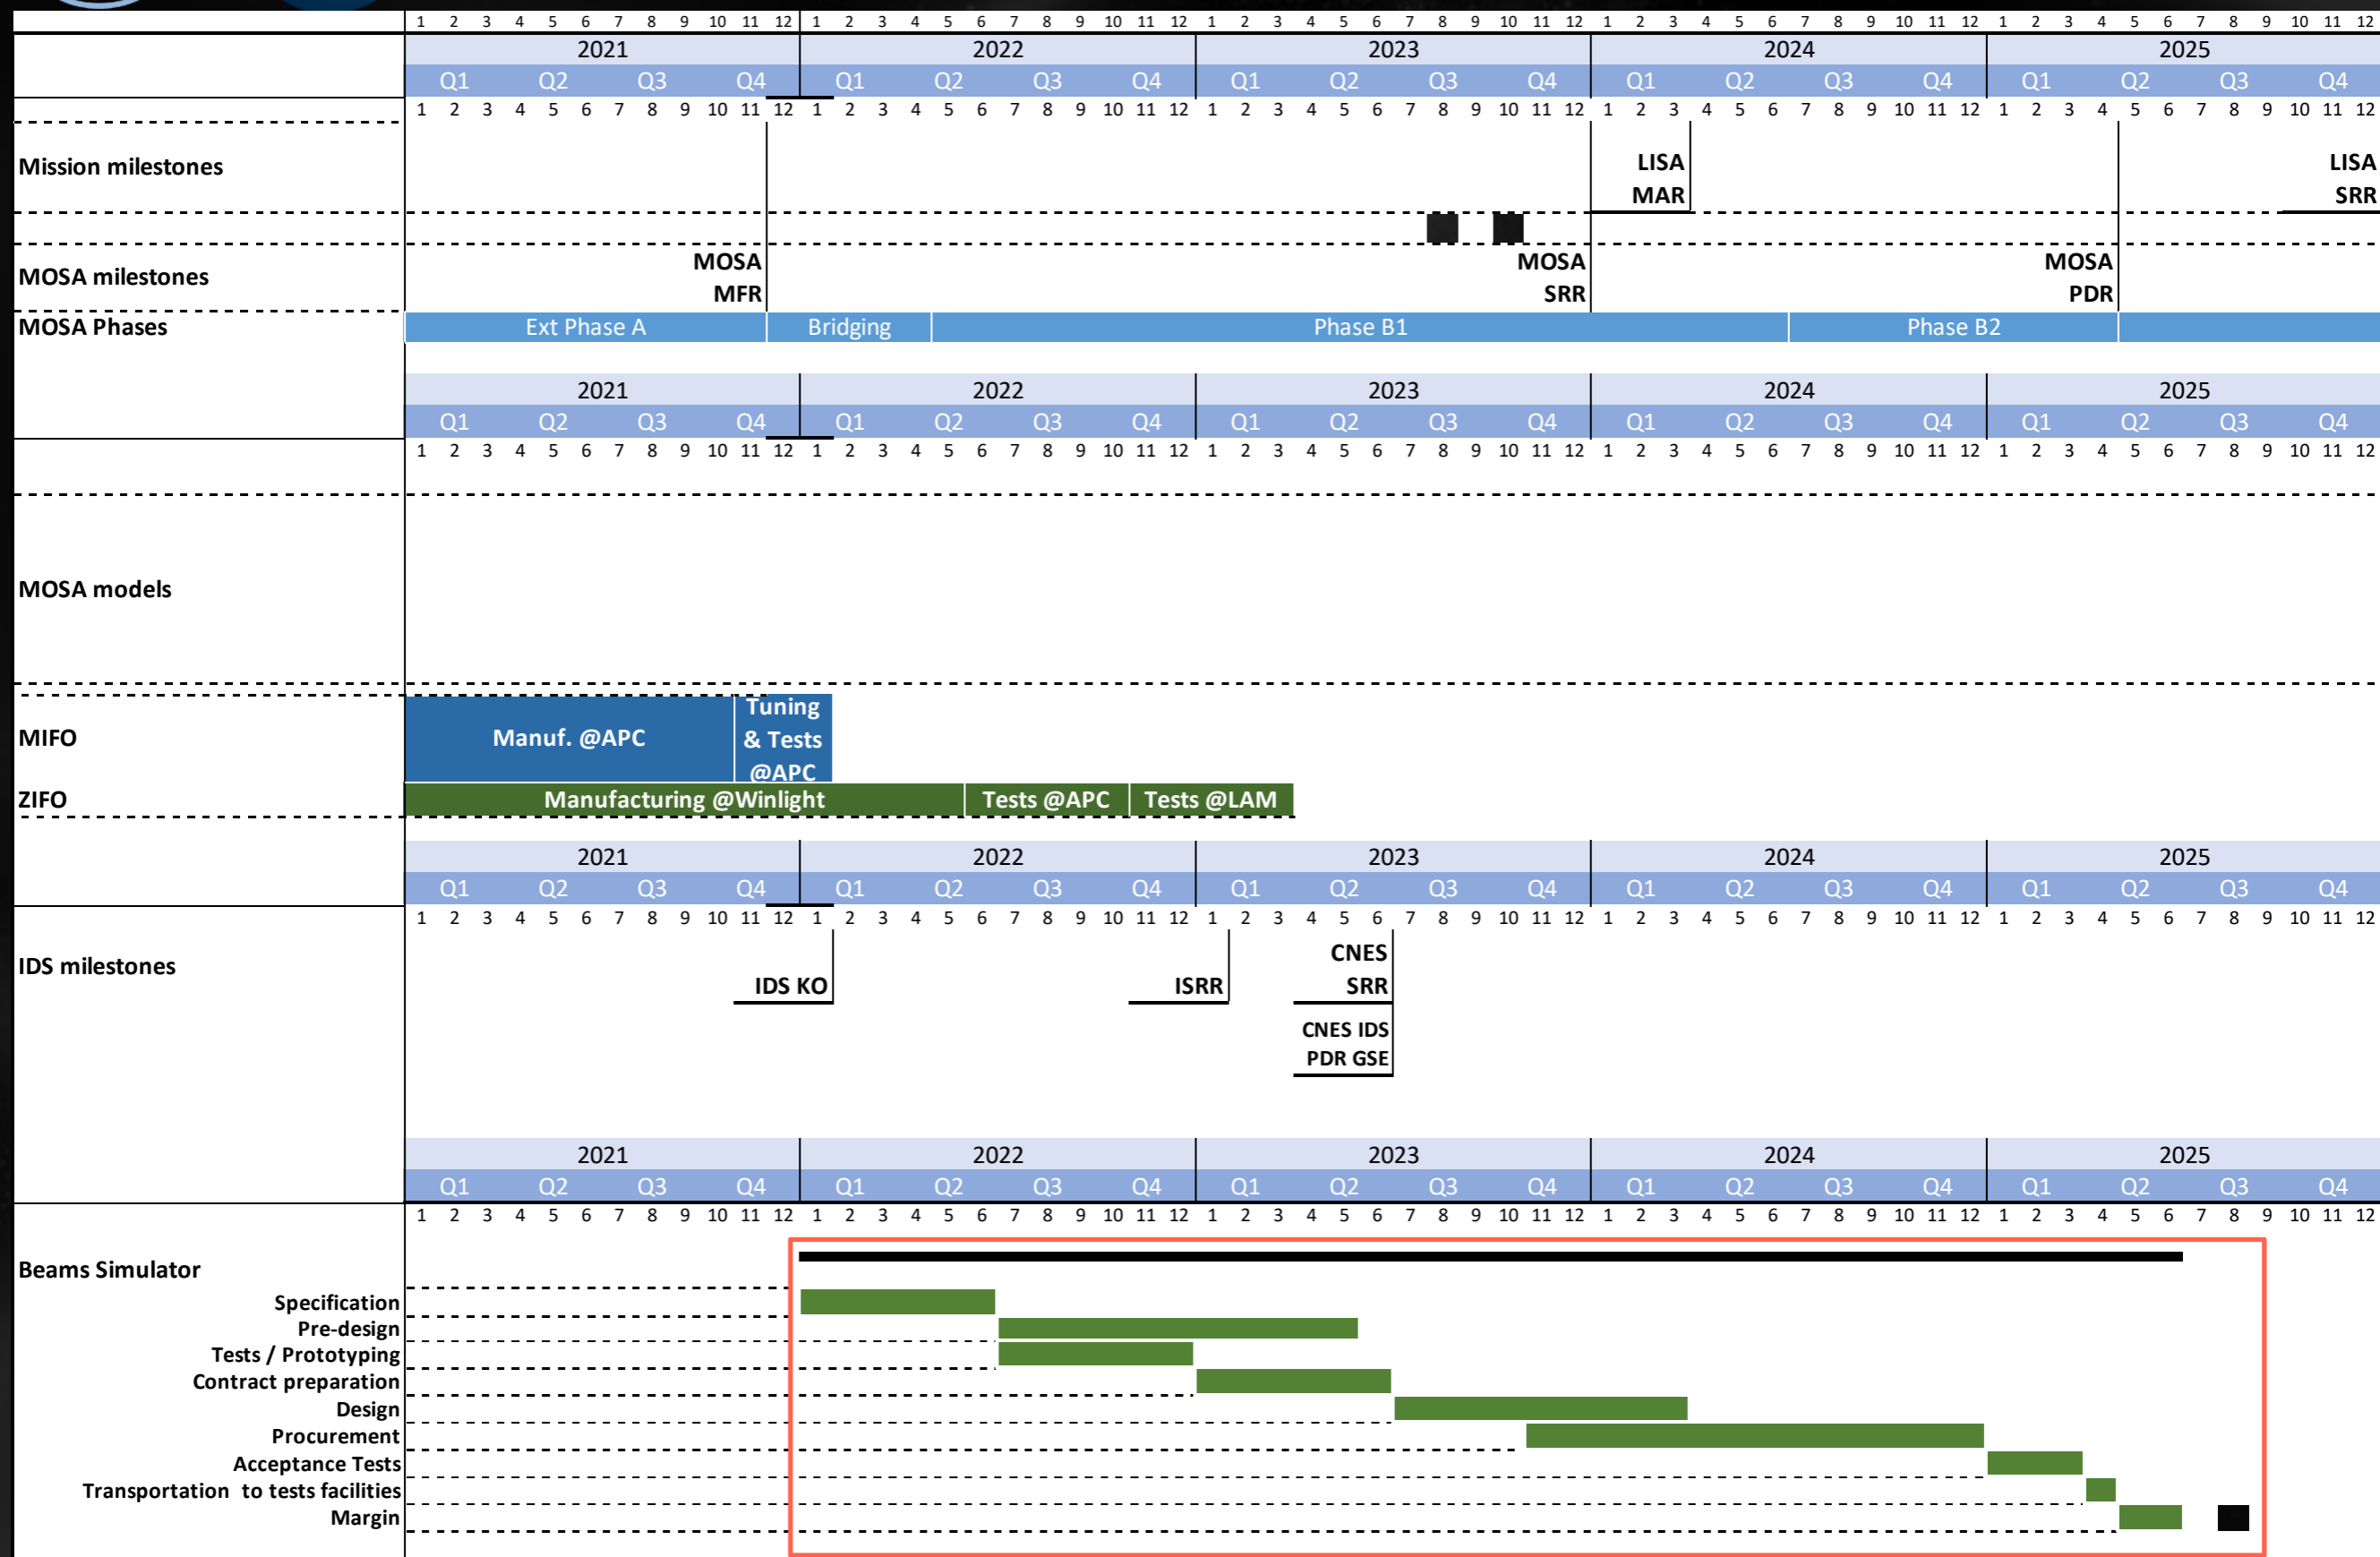 1 2 3 4 5 6 7 8 9 10 11 12 1 2 3 4 5 6 7 8 9 10 11 12 1 2 3 4 5 6 7 8 9 10 11 12 1 2 3 4 5 6 7 8 9 10 11 12 1 2 3 4 5 6 7 8 9 10 11 12
2021 2022 2023 2024 2025
Q1 Q2 Q3 Q4 Q1 Q2 Q3 Q4 Q1 Q2 Q3 Q4 Q1 Q2 Q3 Q4 Q1 Q2 Q3 Q4
1 2 3 4 5 6 7 8 9 10 11 12 1 2 3 4 5 6 7 8 9 10 11 12 1 2 3 4 5 6 7 8 9 10 11 12 1 2 3 4 5 6 7 8 9 10 11 12 1 2 3 4 5 6 7 8 9 10 11 12
Mission milestones
LISA
MAR
LISA
SRR
MOSA milestones
MOSA
MFR
MOSA
SRR
MOSA
PDR
MOSA Phases
Ext Phase A Bridging Phase B1 Phase B2
2021 2022 2023 2024 2025
Q1 Q2 Q3 Q4 Q1 Q2 Q3 Q4 Q1 Q2 Q3 Q4 Q1 Q2 Q3 Q4 Q1 Q2 Q3 Q4
1 2 3 4 5 6 7 8 9 10 11 12 1 2 3 4 5 6 7 8 9 10 11 12 1 2 3 4 5 6 7 8 9 10 11 12 1 2 3 4 5 6 7 8 9 10 11 12 1 2 3 4 5 6 7 8 9 10 11 12
MOSA models
MIFO
Manuf. @APC
Tuning
& Tests
@APC
ZIFO
Manufacturing @Winlight Tests @APC Tests @LAM
2021 2022 2023 2024 2025
Q1 Q2 Q3 Q4 Q1 Q2 Q3 Q4 Q1 Q2 Q3 Q4 Q1 Q2 Q3 Q4 Q1 Q2 Q3 Q4
1 2 3 4 5 6 7 8 9 10 11 12 1 2 3 4 5 6 7 8 9 10 11 12 1 2 3 4 5 6 7 8 9 10 11 12 1 2 3 4 5 6 7 8 9 10 11 12 1 2 3 4 5 6 7 8 9 10 11 12
IDS milestones
IDS KO
ISRR
CNES
SRR
CNES IDS
PDR GSE
2021 2022 2023 2024 2025
Q1 Q2 Q3 Q4 Q1 Q2 Q3 Q4 Q1 Q2 Q3 Q4 Q1 Q2 Q3 Q4 Q1 Q2 Q3 Q4
1 2 3 4 5 6 7 8 9 10 11 12 1 2 3 4 5 6 7 8 9 10 11 12 1 2 3 4 5 6 7 8 9 10 11 12 1 2 3 4 5 6 7 8 9 10 11 12 1 2 3 4 5 6 7 8 9 10 11 12
Beams Simulator
Specification
Pre-design
Tests / Prototyping
Contract preparation
Design
Procurement
Acceptance Tests
Transportation to tests facilities
Margin